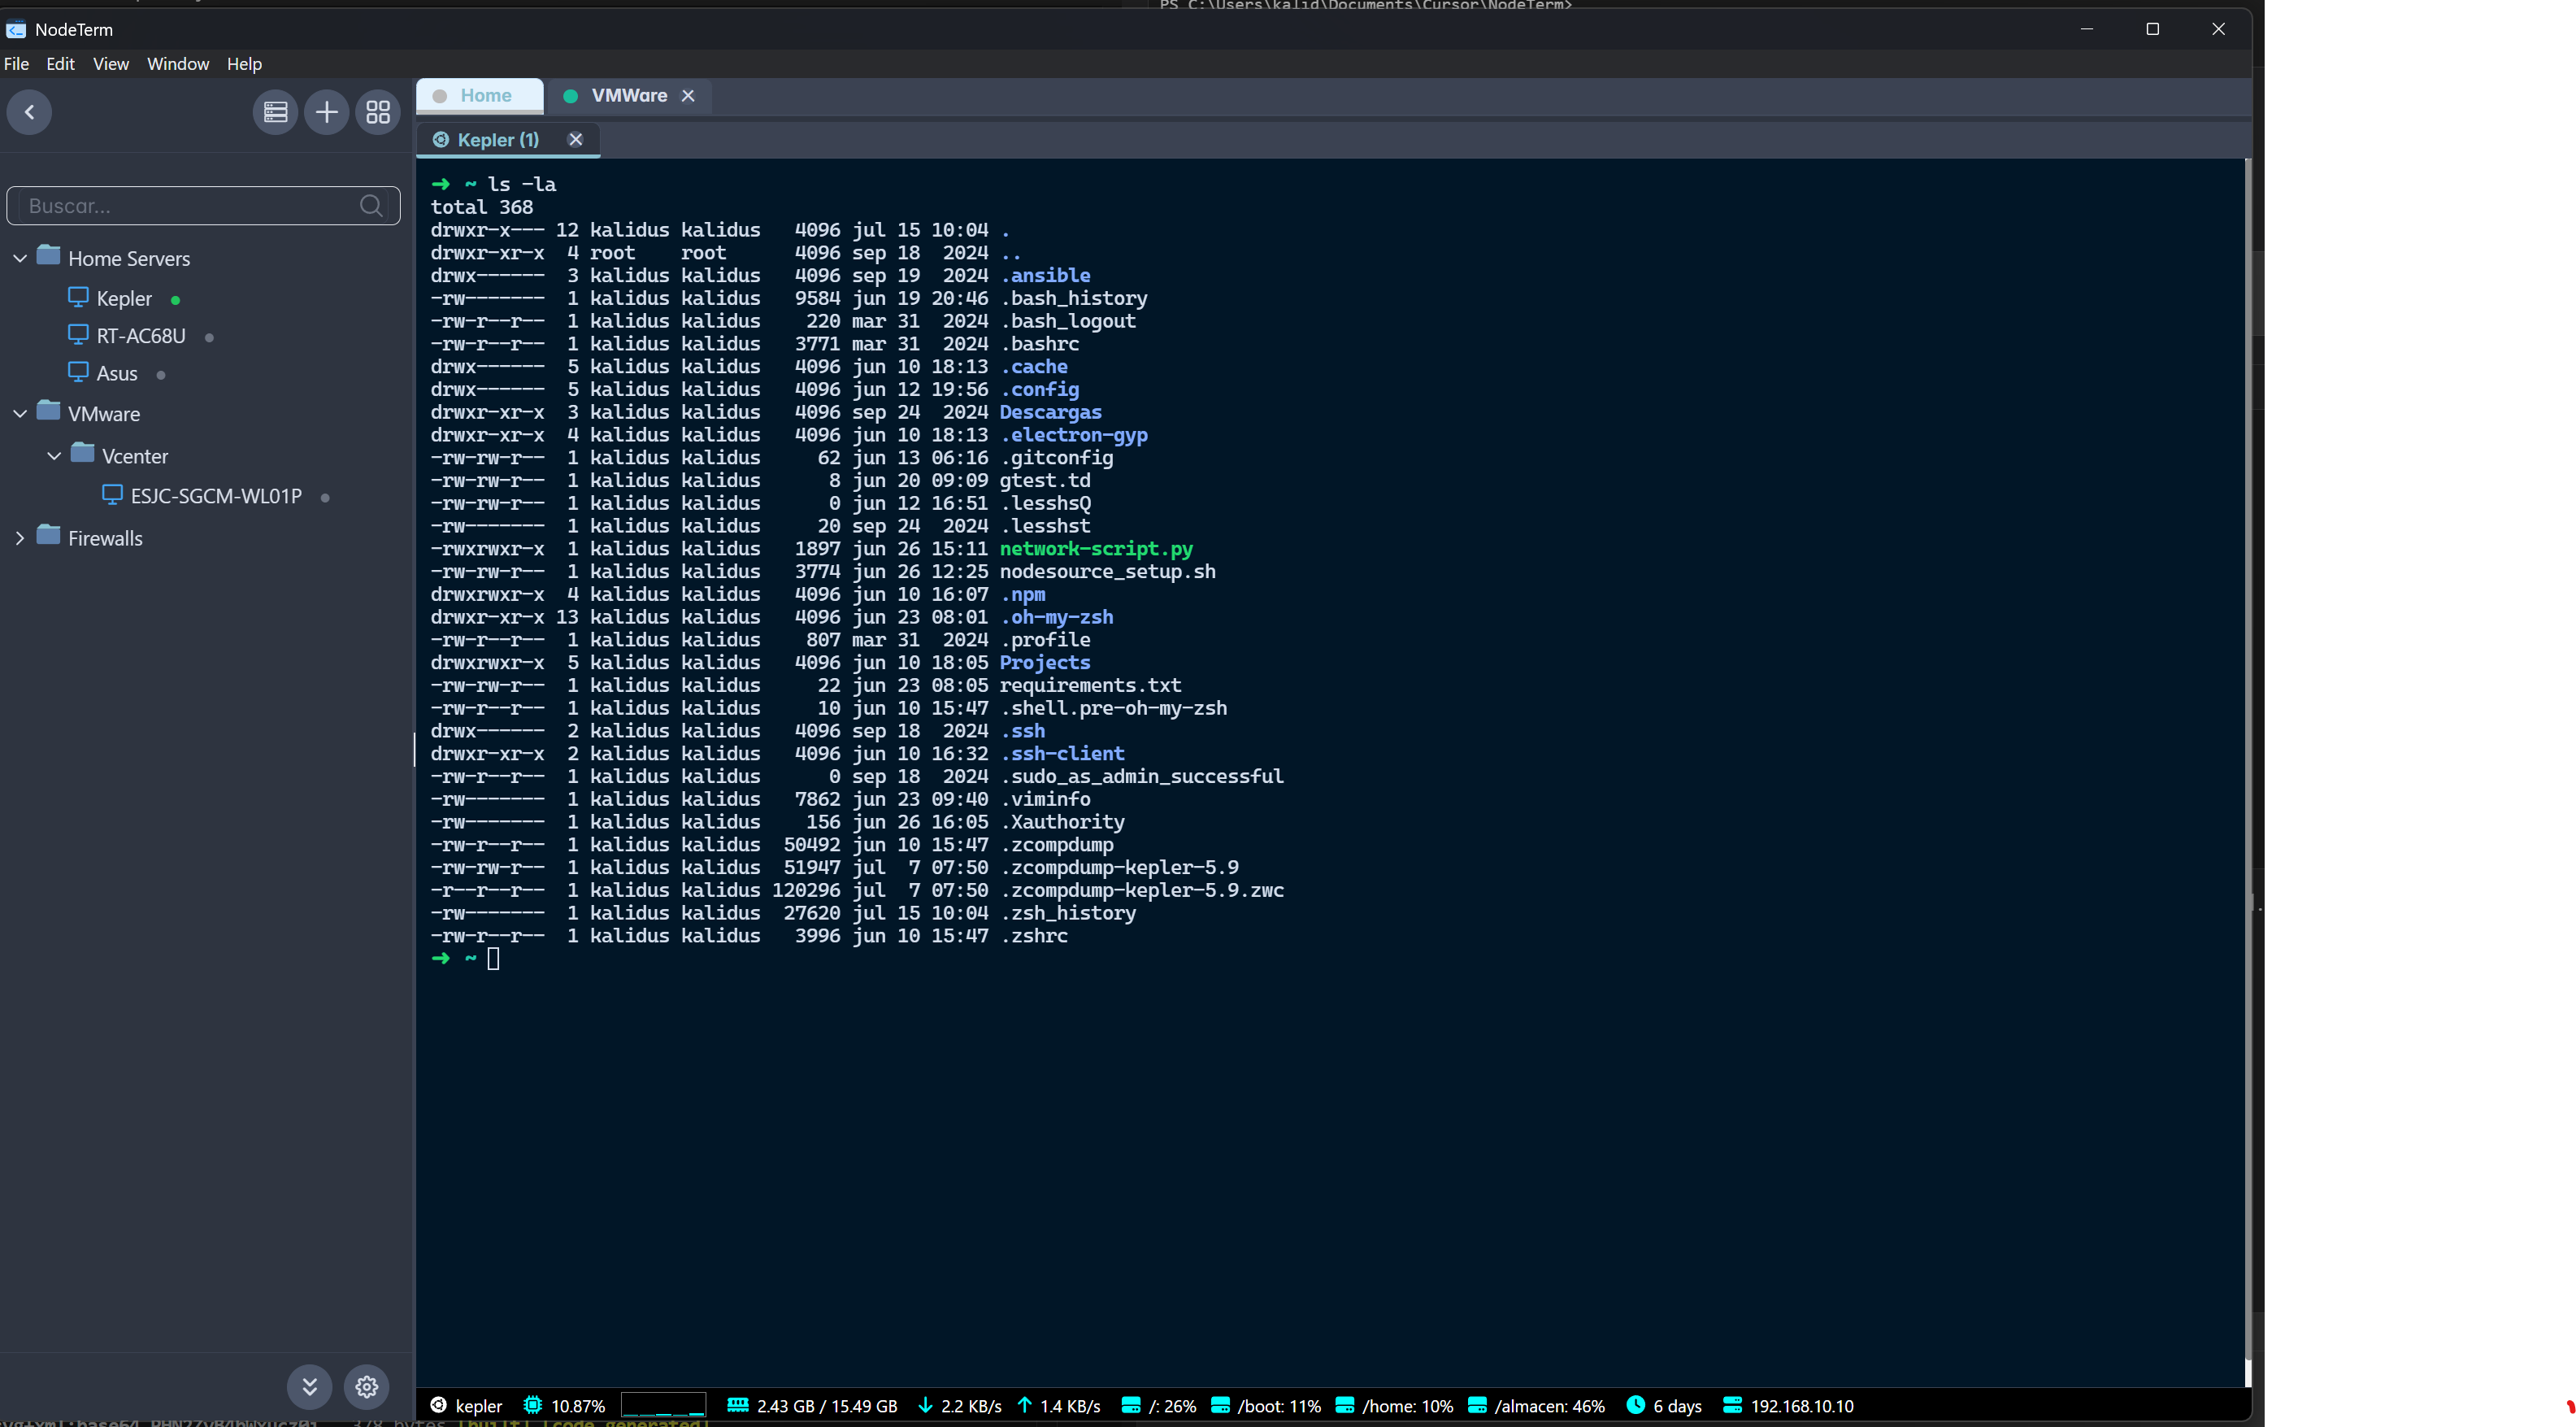 PS C:\Users\kalid\Documents\Cursor\NodeTerm>
NodeTerm
File Edit View Window Help
Home VMWare
Kepler (1)
Buscar...
Home Servers
Kepler
RT-AC68U
Asus
VMware
Vcenter
ESJC-SGCM-WL01P
Firewalls
➜ ~ ls -la
total 368
drwxr-x--- 12 kalidus kalidus   4096 jul 15 10:04 .
drwxr-xr-x  4 root    root      4096 sep 18  2024 ..
drwx------  3 kalidus kalidus   4096 sep 19  2024 .ansible
-rw-------  1 kalidus kalidus   9584 jun 19 20:46 .bash_history
-rw-r--r--  1 kalidus kalidus    220 mar 31  2024 .bash_logout
-rw-r--r--  1 kalidus kalidus   3771 mar 31  2024 .bashrc
drwx------  5 kalidus kalidus   4096 jun 10 18:13 .cache
drwx------  5 kalidus kalidus   4096 jun 12 19:56 .config
drwxr-xr-x  3 kalidus kalidus   4096 sep 24  2024 Descargas
drwxr-xr-x  4 kalidus kalidus   4096 jun 10 18:13 .electron-gyp
-rw-rw-r--  1 kalidus kalidus     62 jun 13 06:16 .gitconfig
-rw-rw-r--  1 kalidus kalidus      8 jun 20 09:09 gtest.td
-rw-rw-r--  1 kalidus kalidus      0 jun 12 16:51 .lesshsQ
-rw-------  1 kalidus kalidus     20 sep 24  2024 .lesshst
-rwxrwxr-x  1 kalidus kalidus   1897 jun 26 15:11 network-script.py
-rw-rw-r--  1 kalidus kalidus   3774 jun 26 12:25 nodesource_setup.sh
drwxrwxr-x  4 kalidus kalidus   4096 jun 10 16:07 .npm
drwxr-xr-x 13 kalidus kalidus   4096 jun 23 08:01 .oh-my-zsh
-rw-r--r--  1 kalidus kalidus    807 mar 31  2024 .profile
drwxrwxr-x  5 kalidus kalidus   4096 jun 10 18:05 Projects
-rw-rw-r--  1 kalidus kalidus     22 jun 23 08:05 requirements.txt
-rw-r--r--  1 kalidus kalidus     10 jun 10 15:47 .shell.pre-oh-my-zsh
drwx------  2 kalidus kalidus   4096 sep 18  2024 .ssh
drwxr-xr-x  2 kalidus kalidus   4096 jun 10 16:32 .ssh-client
-rw-r--r--  1 kalidus kalidus      0 sep 18  2024 .sudo_as_admin_successful
-rw-------  1 kalidus kalidus   7862 jun 23 09:40 .viminfo
-rw-------  1 kalidus kalidus    156 jun 26 16:05 .Xauthority
-rw-r--r--  1 kalidus kalidus  50492 jun 10 15:47 .zcompdump
-rw-rw-r--  1 kalidus kalidus  51947 jul  7 07:50 .zcompdump-kepler-5.9
-r--r--r--  1 kalidus kalidus 120296 jul  7 07:50 .zcompdump-kepler-5.9.zwc
-rw-------  1 kalidus kalidus  27620 jul 15 10:04 .zsh_history
-rw-r--r--  1 kalidus kalidus   3996 jun 10 15:47 .zshrc
➜ ~
kepler 10.87% 2.43 GB / 15.49 GB 2.2 KB/s 1.4 KB/s /: 26% /boot: 11% /home: 10% /almacen: 46% 6 days 192.168.10.10
378 bytes [built] [code generated]